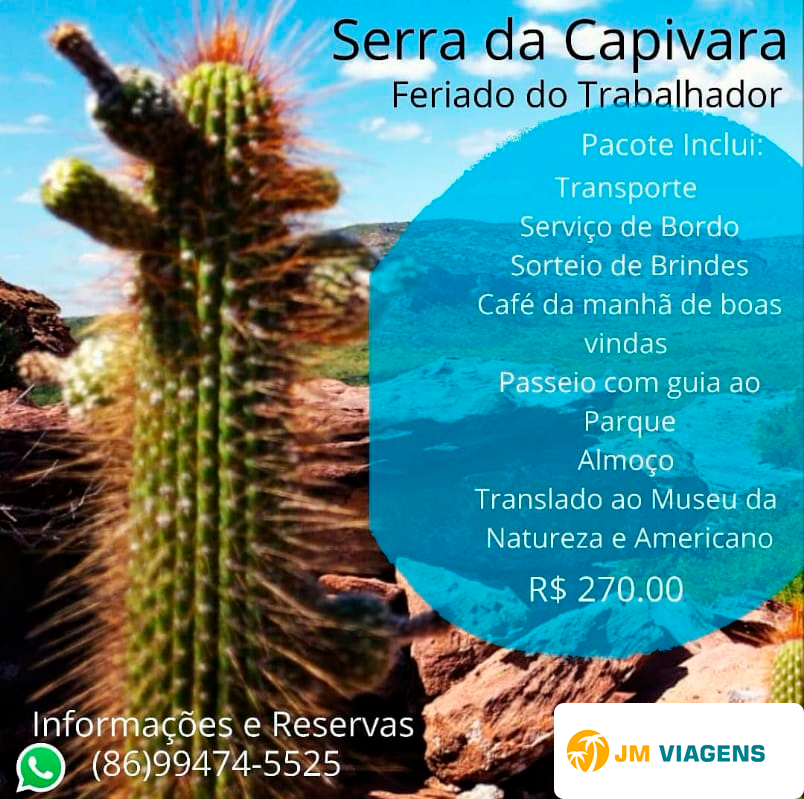 Serra da Capivara
Feriado do Trabalhador
Pacote Inclui:
Transporte
Serviço de Bordo
Sorteio de Brindes
Café da manhã de boas
vindas
Passeio com guia ao
Parque
Almoço
Translado ao Museu da
Natureza e Americano
R$ 270.00
Informações e Reservas
(86)99474-5525
JM VIAGENS